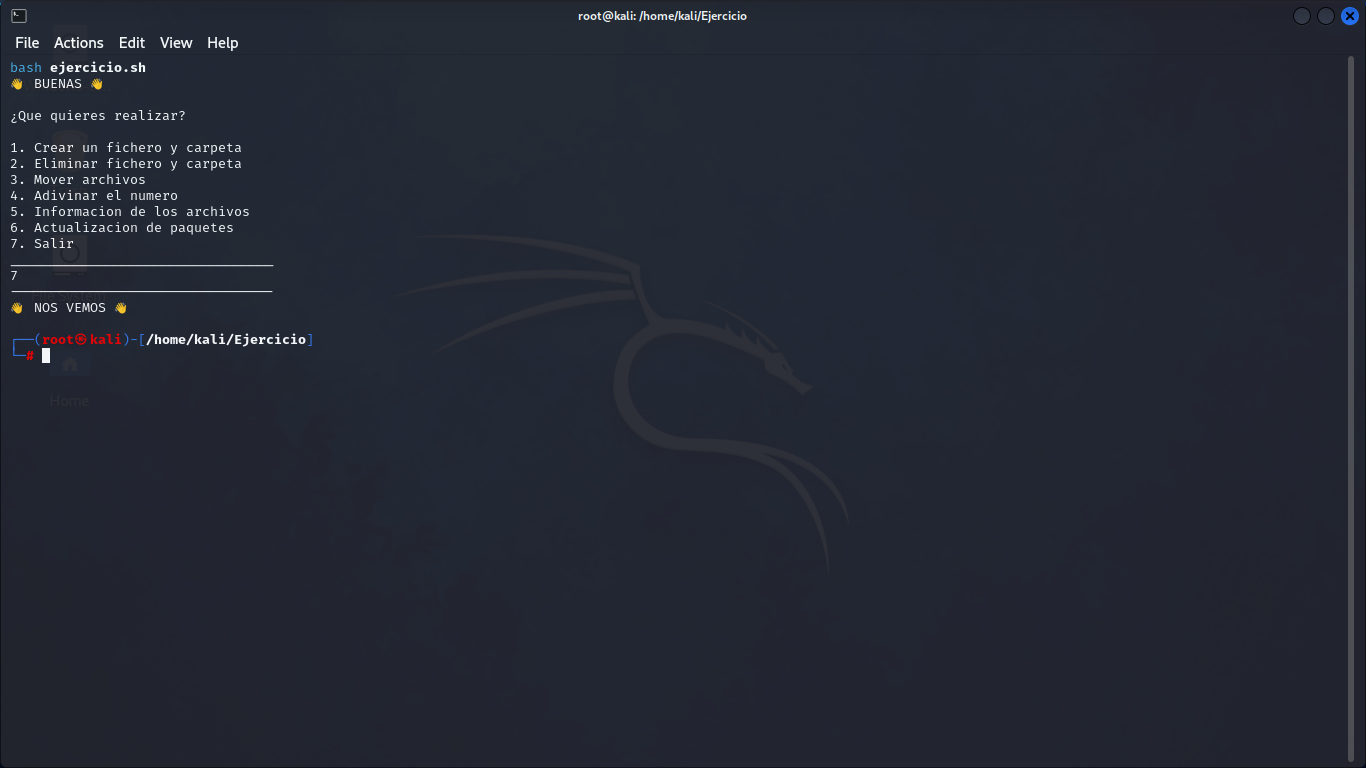 root@kali: /home/kali/Ejercicio
File Actions Edit View Help
bash ejercicio.sh
👋 BUENAS 👋
¿Que quieres realizar?
1. Crear un fichero y carpeta
2. Eliminar fichero y carpeta
3. Mover archivos
4. Adivinar el numero
5. Informacion de los archivos
6. Actualizacion de paquetes
7. Salir
_________________________________
7
_________________________________
👋 NOS VEMOS 👋
┌──(root㉿kali)-[/home/kali/Ejercicio]
└─#
File System
Home